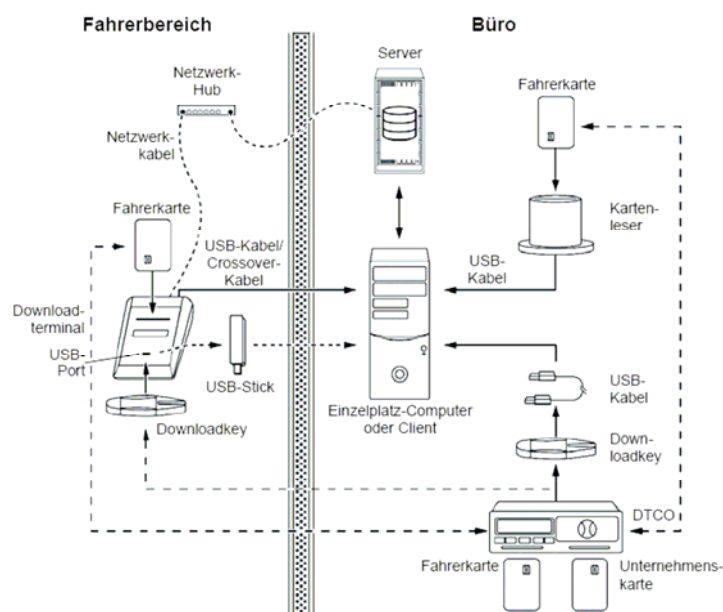 Fahrerbereich
Büro
Server
Netzwerk-
Hub
Fahrerkarte
Netzwerk-
kabel
Fahrerkarte
Karten-
leser
USB-Kabel/
Crossover-
Kabel
USB-
Kabel
Download-
terminal
USB-
Port
USB-Stick
USB-
Kabel
Einzelplatz-Computer
oder Client
Downloadkey
Down-
loadkey
DTCO
Fahrerkarte
Unternehmens-
karte